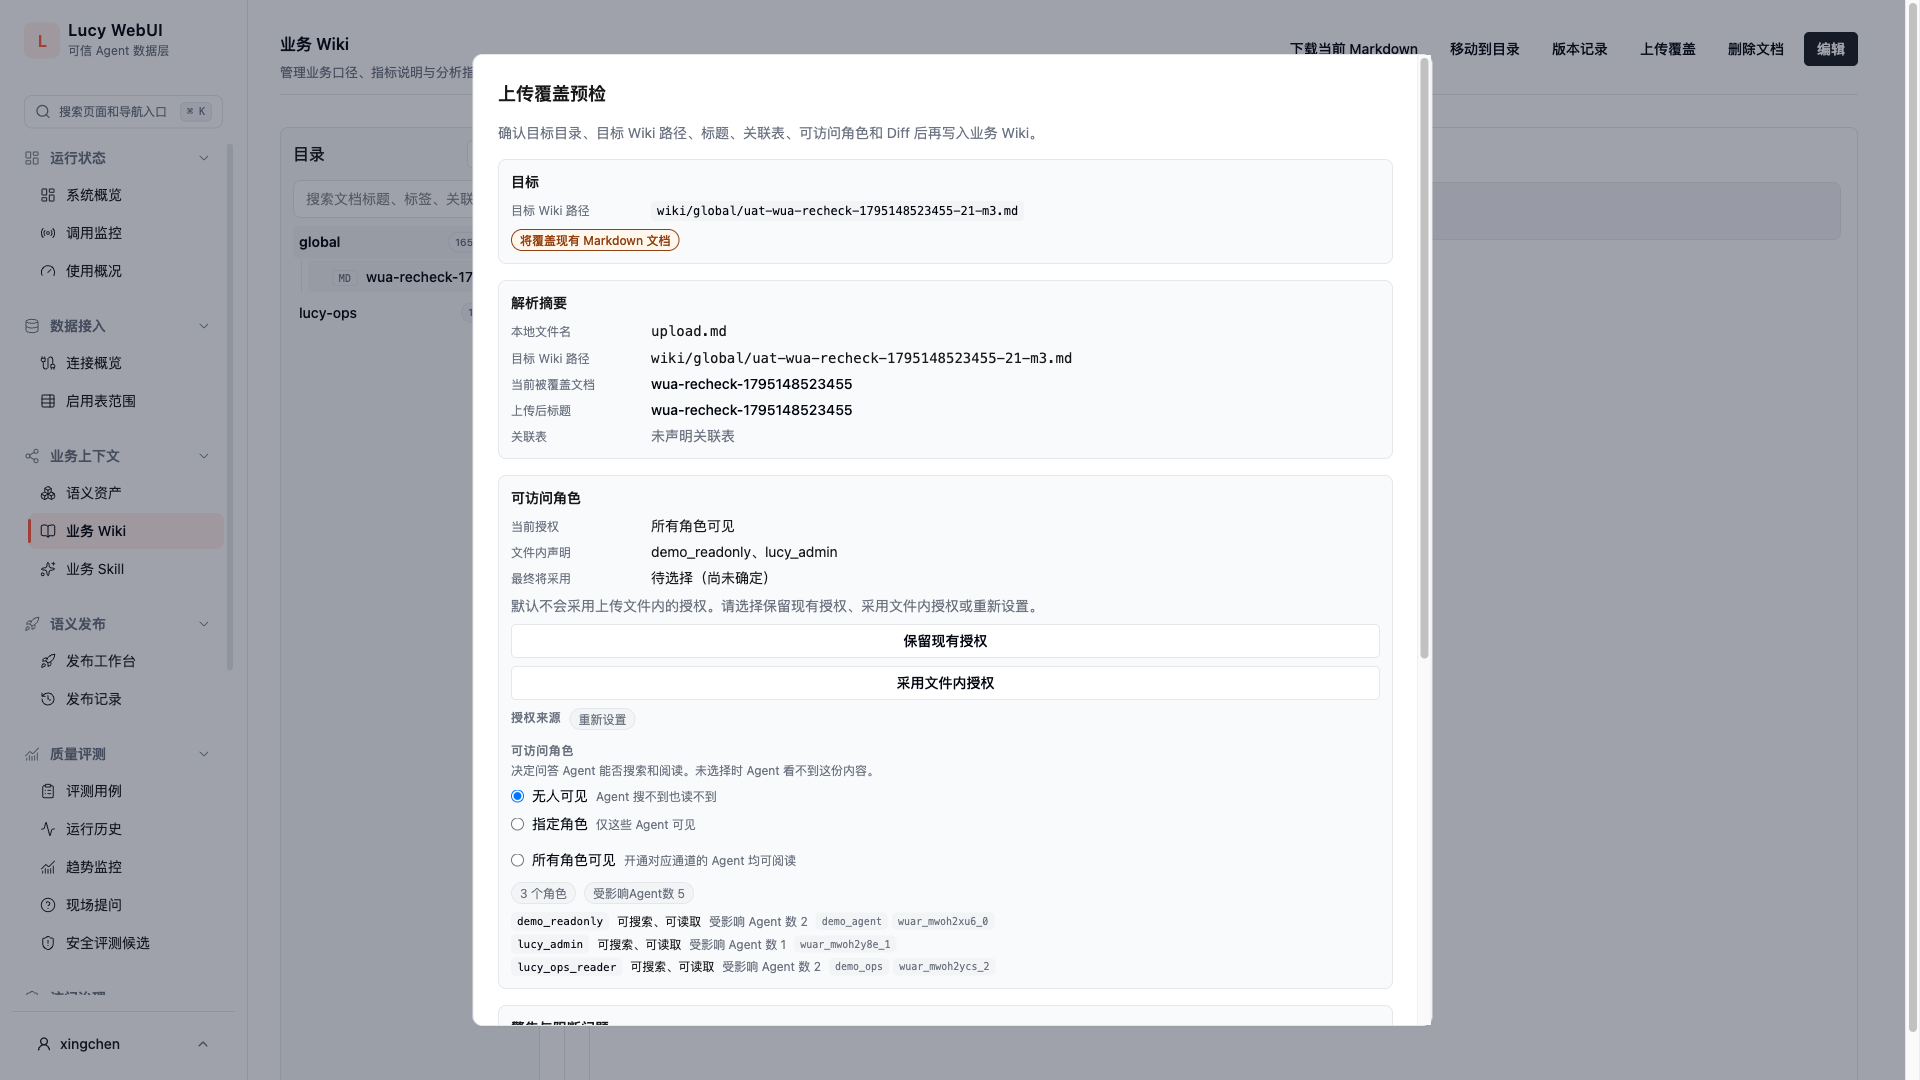 L
Lucy WebUI
可信 Agent 数据层
搜索页面和导航入口
⌘ K
运行状态
系统概览
调用监控
使用概况
数据接入
连接概览
启用表范围
业务上下文
语义资产
业务 Wiki
业务 Skill
语义发布
发布工作台
发布记录
质量评测
评测用例
运行历史
趋势监控
现场提问
安全评测候选
xingchen
业务 Wiki
管理业务口径、指标说明与分析指
下载当前 Markdown
移动到目录
版本记录
上传覆盖
删除文档
编辑
目录
搜索文档标题、标签、关联
global
165
MD
wua-recheck-17
lucy-ops
1
上传覆盖预检
确认目标目录、目标 Wiki 路径、标题、关联表、可访问角色和 Diff 后再写入业务 Wiki。
目标
目标 Wiki 路径 wiki/global/uat-wua-recheck-1795148523455-21-m3.md
将覆盖现有 Markdown 文档
解析摘要
本地文件名 upload.md
目标 Wiki 路径 wiki/global/uat-wua-recheck-1795148523455-21-m3.md
当前被覆盖文档 wua-recheck-1795148523455
上传后标题 wua-recheck-1795148523455
关联表 未声明关联表
可访问角色
当前授权 所有角色可见
文件内声明 demo_readonly、lucy_admin
最终将采用 待选择（尚未确定）
默认不会采用上传文件内的授权。请选择保留现有授权、采用文件内授权或重新设置。
保留现有授权
采用文件内授权
授权来源 重新设置
可访问角色
决定问答 Agent 能否搜索和阅读。未选择时 Agent 看不到这份内容。
无人可见 Agent 搜不到也读不到
指定角色 仅这些 Agent 可见
所有角色可见 开通对应通道的 Agent 均可阅读
3 个角色 受影响Agent数 5
demo_readonly 可搜索、可读取 受影响 Agent 数 2 demo_agent wuar_mwoh2xu6_0
lucy_admin 可搜索、可读取 受影响 Agent 数 1 wuar_mwoh2y8e_1
lucy_ops_reader 可搜索、可读取 受影响 Agent 数 2 demo_ops wuar_mwoh2ycs_2